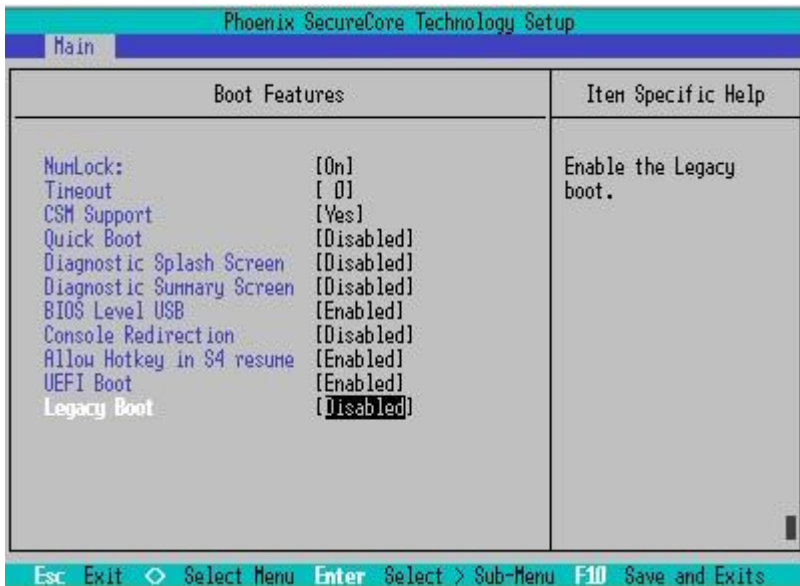 Phoenix SecureCore Technology Setup
Main
Boot Features
Item Specific Help
NumLock: [On]
Timeout [ 0]
CSM Support [Yes]
Quick Boot [Disabled]
Diagnostic Splash Screen [Disabled]
Diagnostic Summary Screen [Disabled]
BIOS Level USB [Enabled]
Console Redirection [Disabled]
Allow Hotkey in S4 resume [Enabled]
UEFI Boot [Enabled]
Legacy Boot [Disabled]
Enable the Legacy
boot.
Esc Exit ◇ Select Menu Enter Select > Sub-Menu F10 Save and Exits